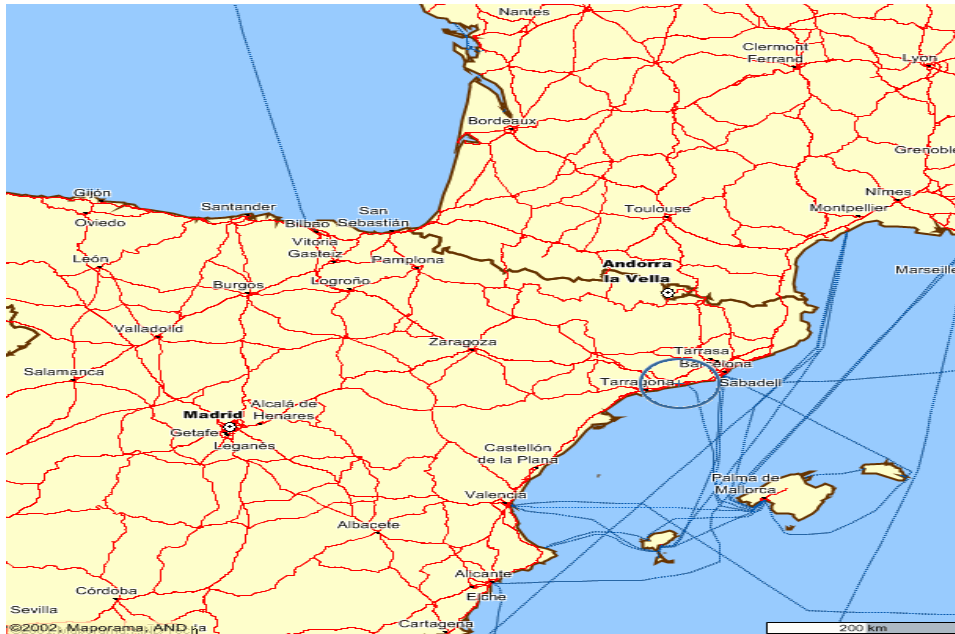 Nantes
Clermont
Ferrand
Lyon
Bordeaux
Grenoble
Gijón
Oviedo
Santander
Bilbao
San
Sebastián
Vitoria
Gasteiz
Toulouse
Nîmes
Montpellier
León
Burgos
Logroño
Pamplona
Andorra
la Vella
Marseille
Valladolid
Zaragoza
Tarrasa
Barcelona
Salamanca
Tarragona
Sabadell
Madrid
Alcalá de
Henares
Getafe
Leganés
Castellón
de la Plana
Palma de
Mallorca
Valencia
Albacete
Alicante
Elche
Córdoba
Sevilla
Cartagena
©2002, Maporama, AND
200 km